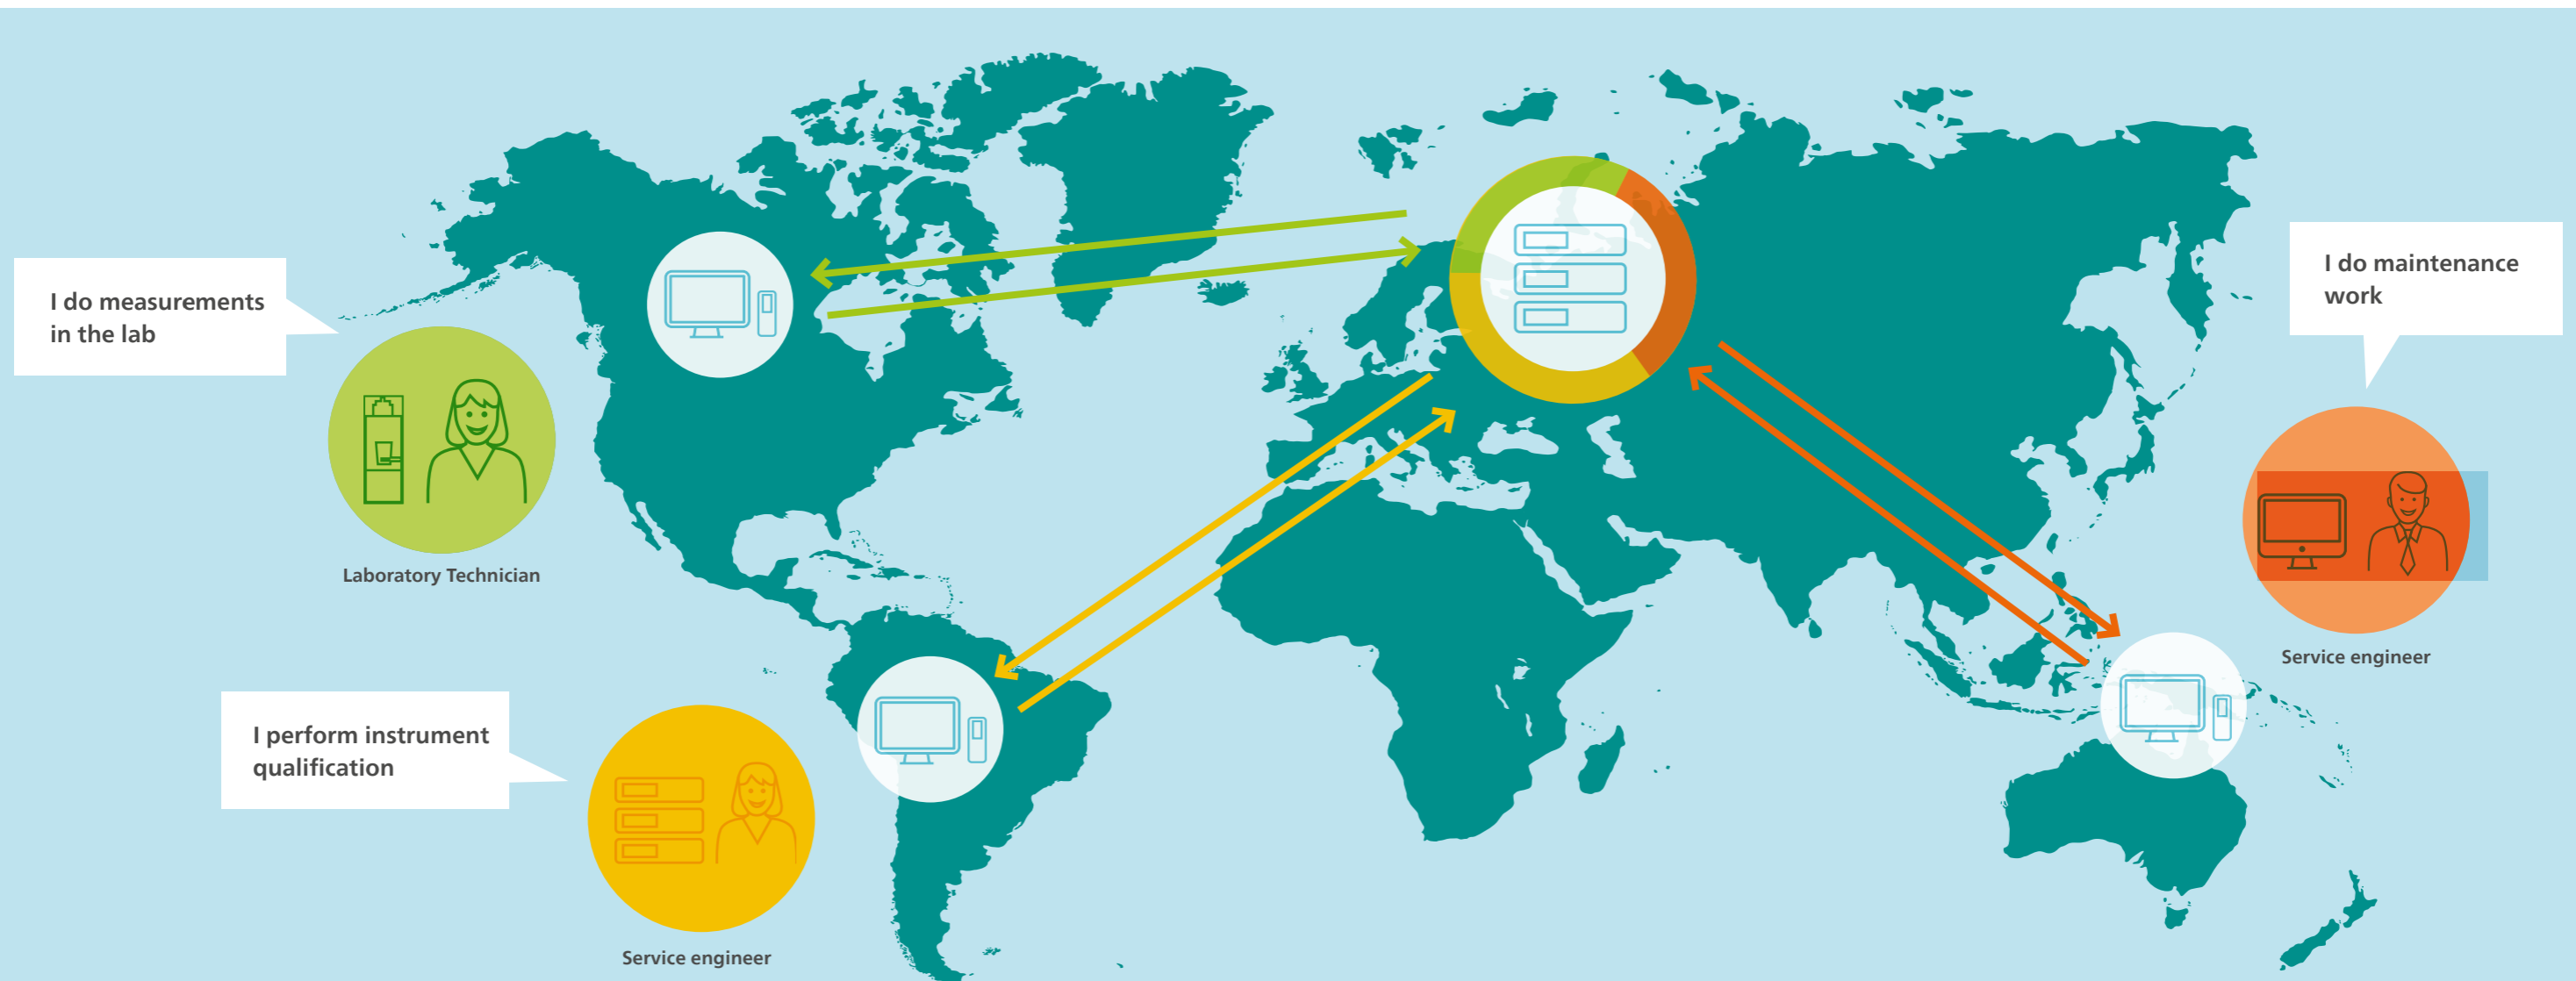 I do measurements
in the lab
Laboratory Technician
I perform instrument
qualification
Service engineer
I do maintenance
work
Service engineer